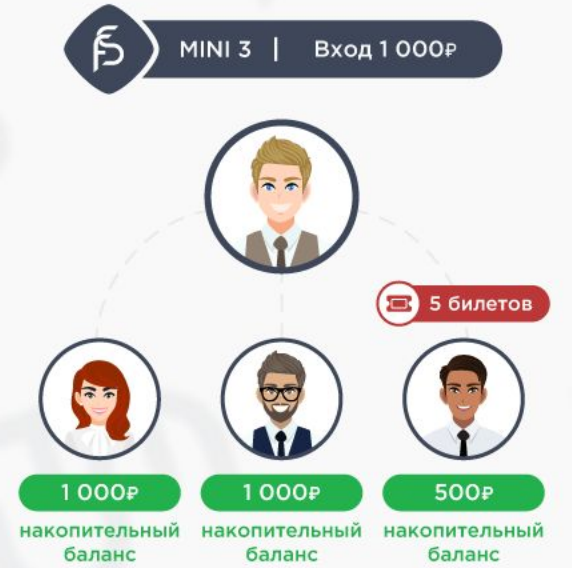 MINI 3 | Вход 1 000₽
5 билетов
1 000₽ 1 000₽ 500₽
накопительный накопительный накопительный
баланс баланс баланс